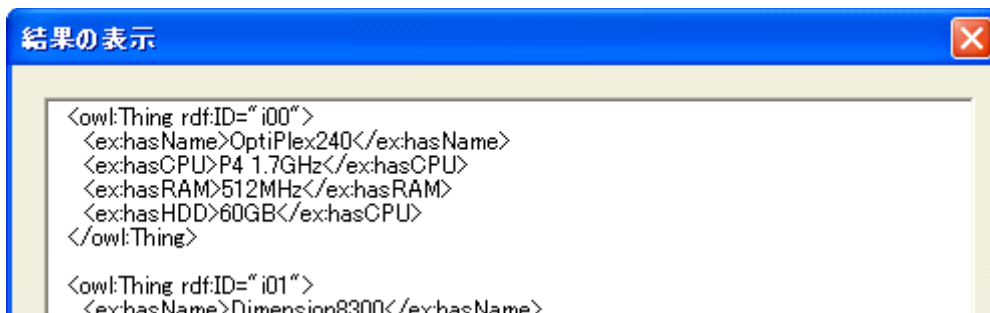 結果の表示
<owl:Thing rdf:ID="i00">
<ex:hasName>OptiPlex240</ex:hasName>
<ex:hasCPU>P4 1.7GHz</ex:hasCPU>
<ex:hasRAM>512MHz</ex:hasRAM>
<ex:hasHDD>60GB</ex:hasCPU>
</owl:Thing>
<owl:Thing rdf:ID="i01">
<ex:hasName>Dimension8300</ex:hasName>